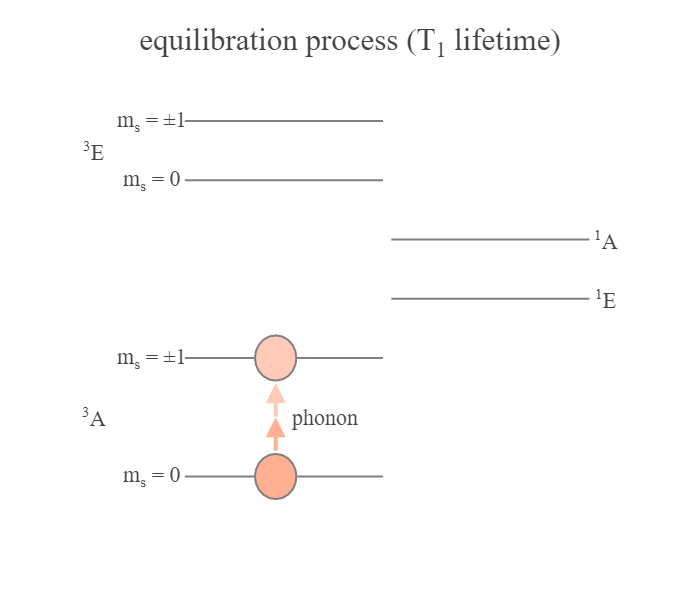 equilibration process (T₁ lifetime)
mₛ = ±1
³E
mₛ = 0
¹A
¹E
mₛ = ±1
³A
phonon
mₛ = 0